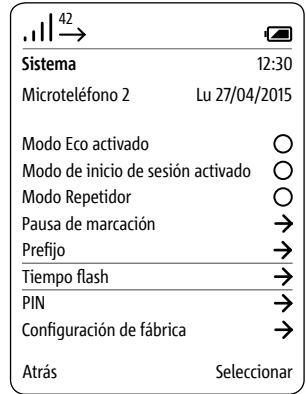 42
Sistema 12:30
Microteléfono 2 Lu 27/04/2015
Modo Eco activado
Modo de inicio de sesión activado
Modo Repetidor
Pausa de marcación
Prefijo
Tiempo flash
PIN
Configuración de fábrica
Atrás Seleccionar